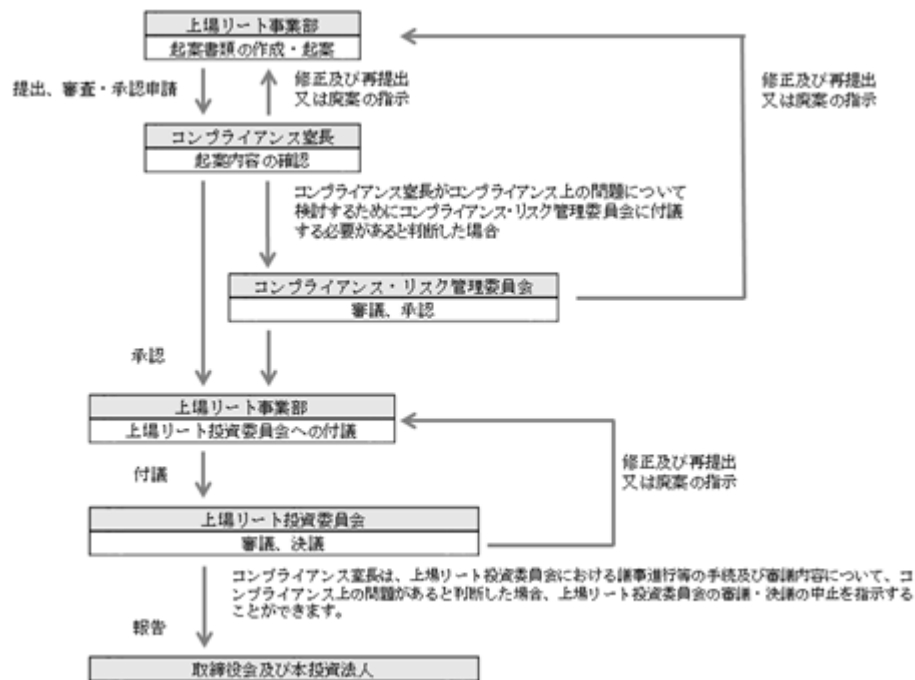 上場リート事業部
起案書類の作成・起案
提出、審査・承認申請
修正及び再提出
又は廃案の指示
修正及び再提出
又は廃案の指示
コンプライアンス室長
起案内容の確認
コンプライアンス室長がコンプライアンス上の問題について
検討するためにコンプライアンス・リスク管理委員会に付議
する必要があると判断した場合
コンプライアンス・リスク管理委員会
審議、承認
承認
上場リート事業部
上場リート投資委員会への付議
付議
修正及び再提出
又は廃案の指示
上場リート投資委員会
審議、決議
コンプライアンス室長は、上場リート投資委員会における議事進行等の手続及び審議内容について、コ
ンプライアンス上の問題があると判断した場合、上場リート投資委員会の審議・決議の中止を指示する
ことができます。
報告
取締役会及び本投資法人